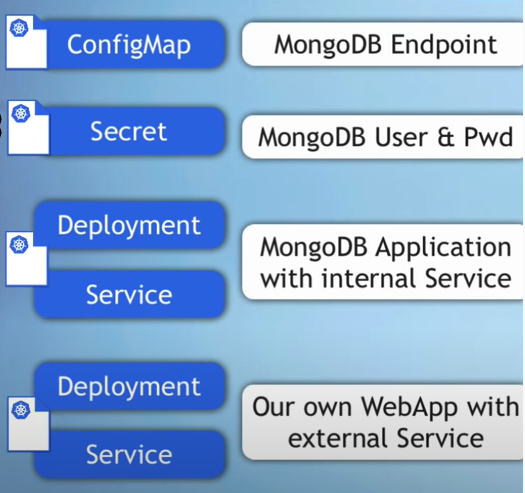 ConfigMap
MongoDB Endpoint
Secret
MongoDB User & Pwd
Deployment
Service
MongoDB Application
with internal Service
Deployment
Service
Our own WebApp with
external Service